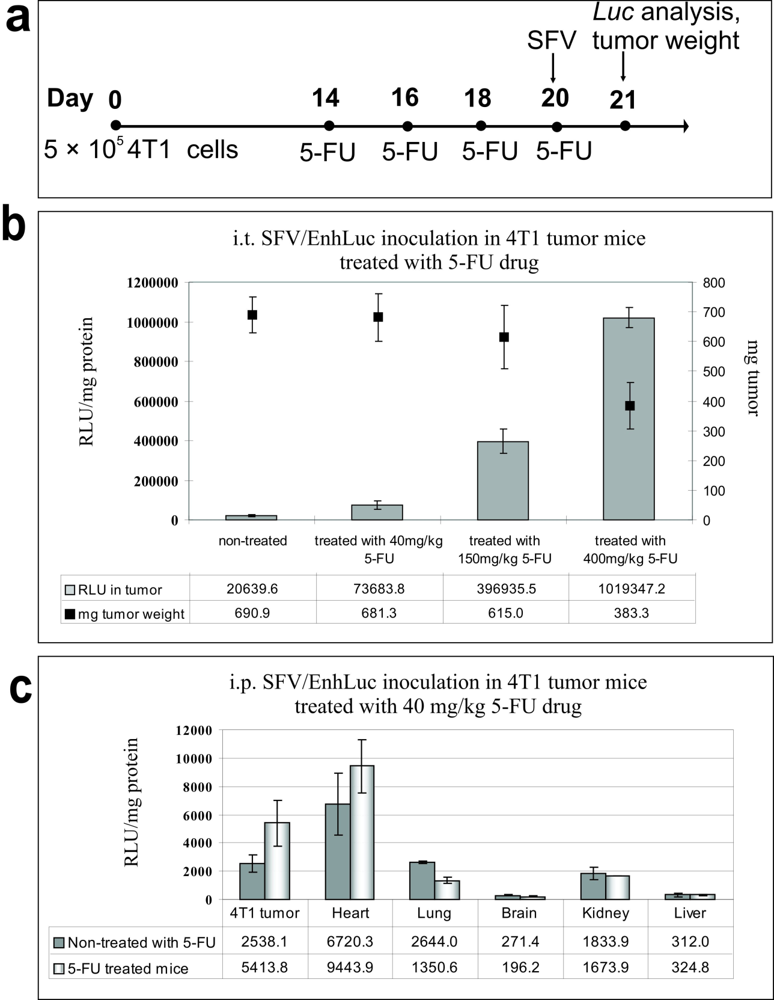 a
Luc analysis,
SFV tumor weight
Day 0 14 16 18 20 21
5 × 10⁵ 4T1 cells 5-FU 5-FU 5-FU 5-FU
b
i.t. SFV/EnhLuc inoculation in 4T1 tumor mice
treated with 5-FU drug
RLU/mg protein
1200000
1000000
800000
600000
400000
200000
0
800
700
600
500
400
300
200
100
0
mg tumor
non-treated
treated with 40mg/kg
5-FU
treated with
150mg/kg 5-FU
treated with
400mg/kg 5-FU
RLU in tumor 20639.6 73683.8 396935.5 1019347.2
mg tumor weight 690.9 681.3 615.0 383.3
c
i.p. SFV/EnhLuc inoculation in 4T1 tumor mice
treated with 40 mg/kg 5-FU drug
RLU/mg protein
12000
10000
8000
6000
4000
2000
0
4T1 tumor Heart Lung Brain Kidney Liver
Non-treated with 5-FU 2538.1 6720.3 2644.0 271.4 1833.9 312.0
5-FU treated mice 5413.8 9443.9 1350.6 196.2 1673.9 324.8